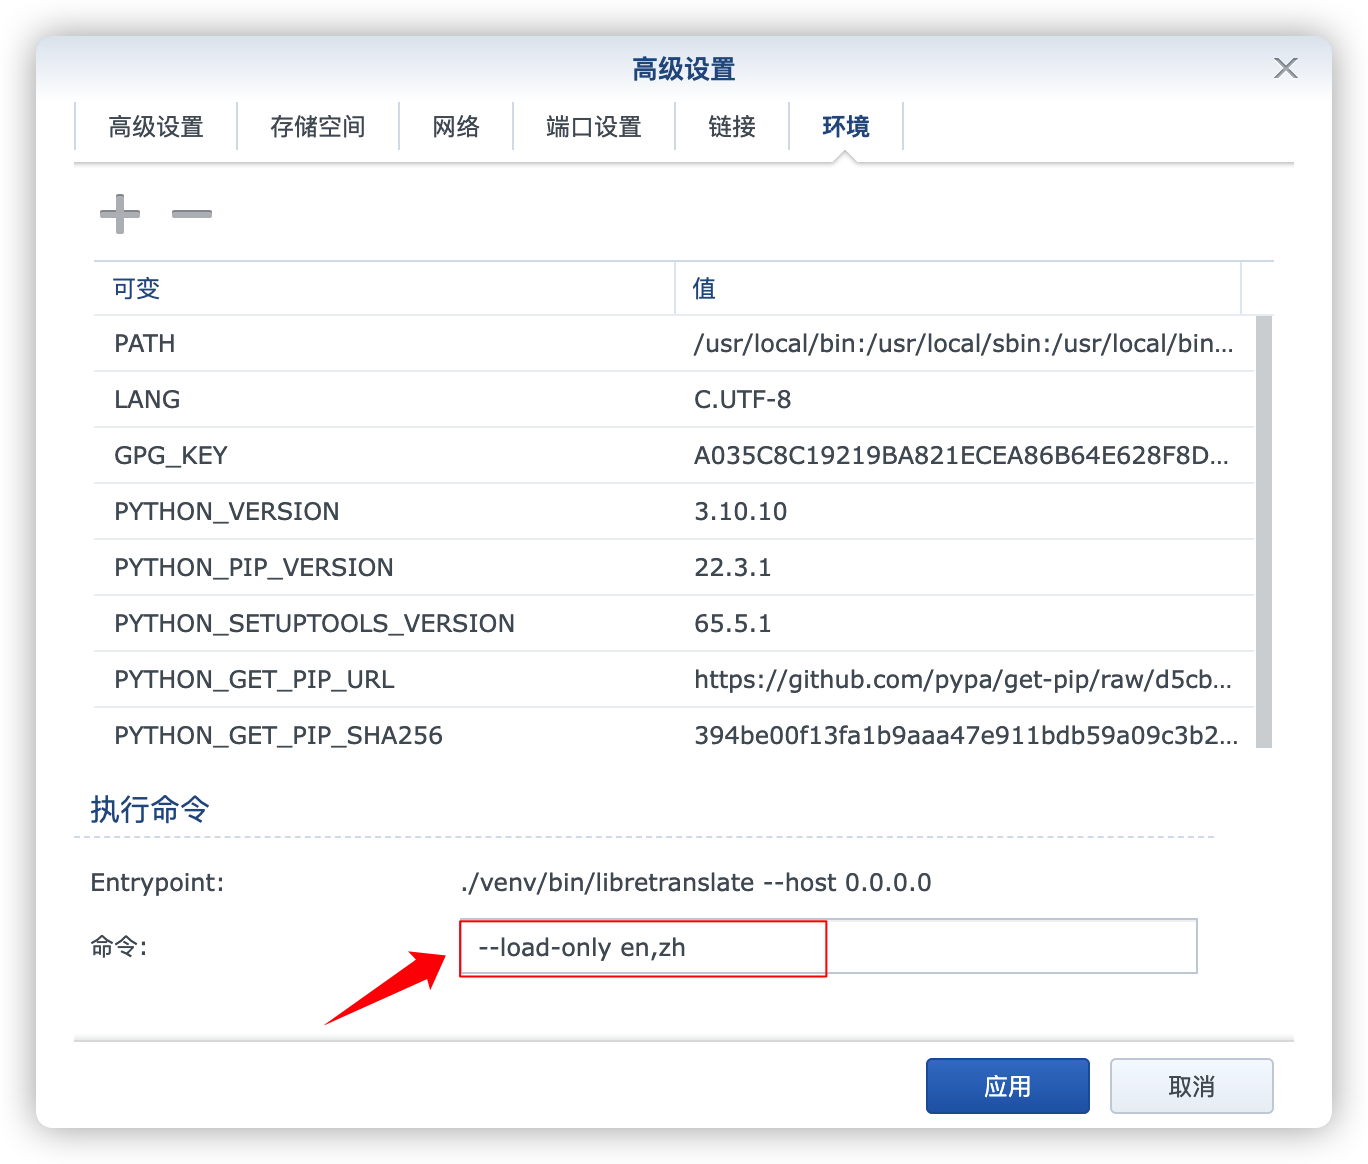 高级设置
高级设置 存储空间 网络 端口设置 链接 环境
可变 值
PATH /usr/local/bin:/usr/local/sbin:/usr/local/bin...
LANG C.UTF-8
GPG_KEY A035C8C19219BA821ECEA86B64E628F8D...
PYTHON_VERSION 3.10.10
PYTHON_PIP_VERSION 22.3.1
PYTHON_SETUPTOOLS_VERSION 65.5.1
PYTHON_GET_PIP_URL https://github.com/pypa/get-pip/raw/d5cb...
PYTHON_GET_PIP_SHA256 394be00f13fa1b9aaa47e911bdb59a09c3b2...
执行命令
Entrypoint: ./venv/bin/libretranslate --host 0.0.0.0
命令: --load-only en,zh
应用 取消